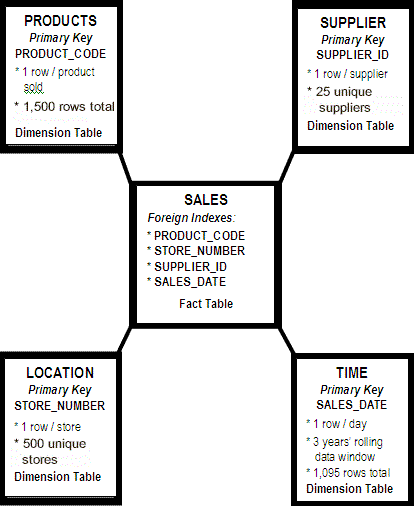 PRODUCTS
Primary Key
PRODUCT_CODE
* 1 row / product
sold
* 1,500 rows total
Dimension Table
SUPPLIER
Primary Key
SUPPLIER_ID
* 1 row / supplier
* 25 unique
suppliers
Dimension Table
SALES
Foreign Indexes:
* PRODUCT_CODE
* STORE_NUMBER
* SUPPLIER_ID
* SALES_DATE
Fact Table
LOCATION
Primary Key
STORE_NUMBER
* 1 row / store
* 500 unique
stores
Dimension Table
TIME
Primary Key
SALES_DATE
* 1 row / day
* 3 years' rolling
data window
* 1,095 rows total
Dimension Table